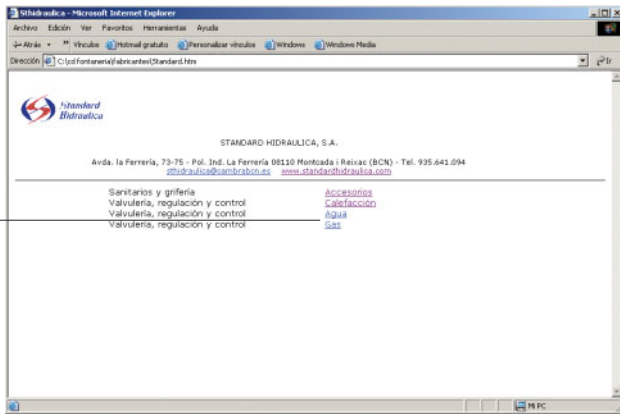 Sthidraulica - Microsoft Internet Explorer
Archivo Edición Ver Favoritos Herramientas Ayuda
Atrás Vínculos Hotmail gratuito Personalizar vínculos Windows Windows Media
Dirección C:\cd fontaneria\fabricantes\Standard.htm Ir
Standard
Hidraulica
STANDARD HIDRAULICA, S.A.
Avda. la Ferrería, 73-75 - Pol. Ind. La Ferrería 08110 Montcada i Reixac (BCN) - Tel. 935.641.094
sthidraulica@cambrabcn.es www.standardhidraulica.com
Sanitarios y grifería Accesorios
Valvulería, regulación y control Calefacción
Valvulería, regulación y control Agua
Valvulería, regulación y control Gas
Mi PC